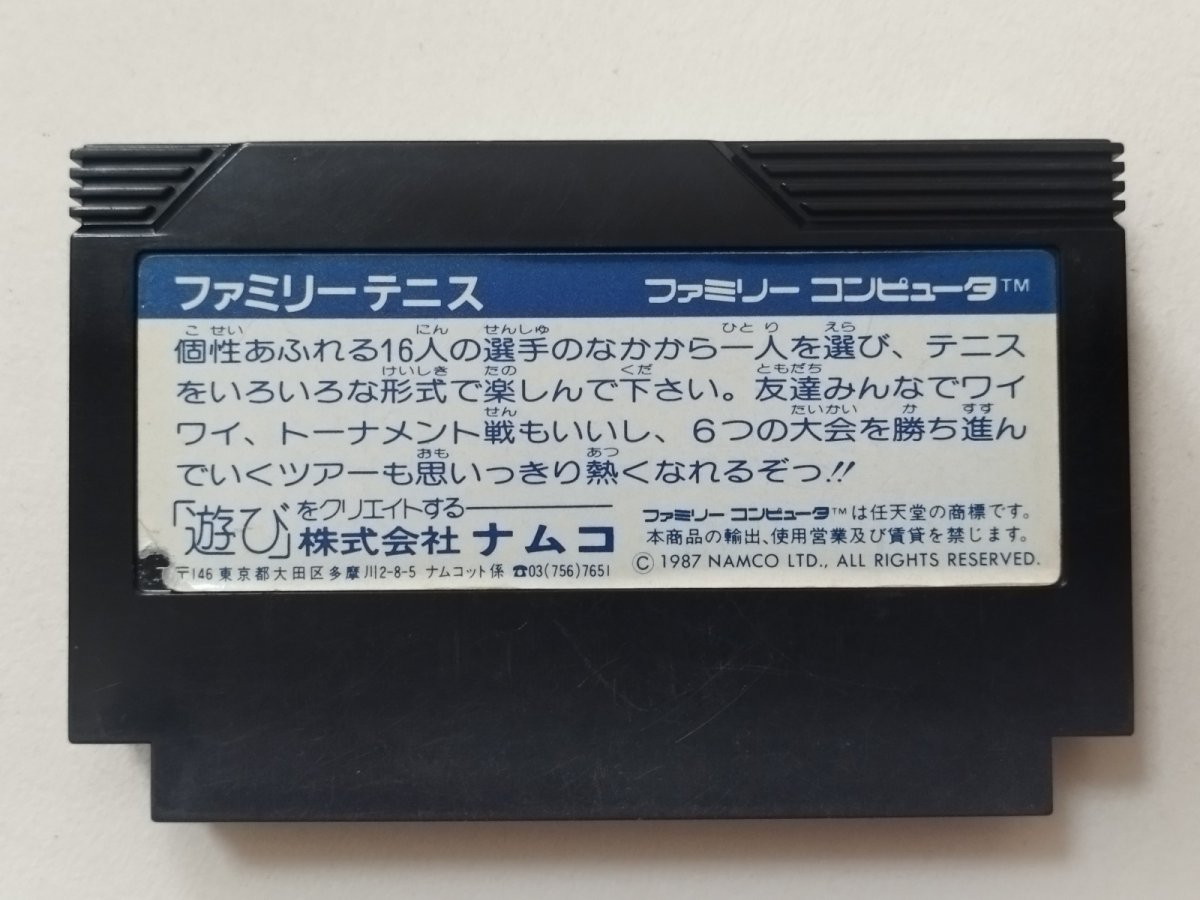 ファミリーテニス ファミリー コンピュータ™
個性あふれる16人の選手のなかから一人を選び、テニス
をいろいろな形式で楽しんで下さい。友達みんなでワイ
ワイ、トーナメント戦もいいし、6つの大会を勝ち進ん
でいくツアーも思いっきり熱くなれるぞっ!!
「遊び」をクリエイトする
株式会社 ナムコ
〒146 東京都大田区多摩川2-8-5 ナムコット係 ☎03(756)7651
ファミリー コンピュータ™は任天堂の商標です。
本商品の輸出、使用営業及び賃貸を禁じます。
© 1987 NAMCO LTD., ALL RIGHTS RESERVED.